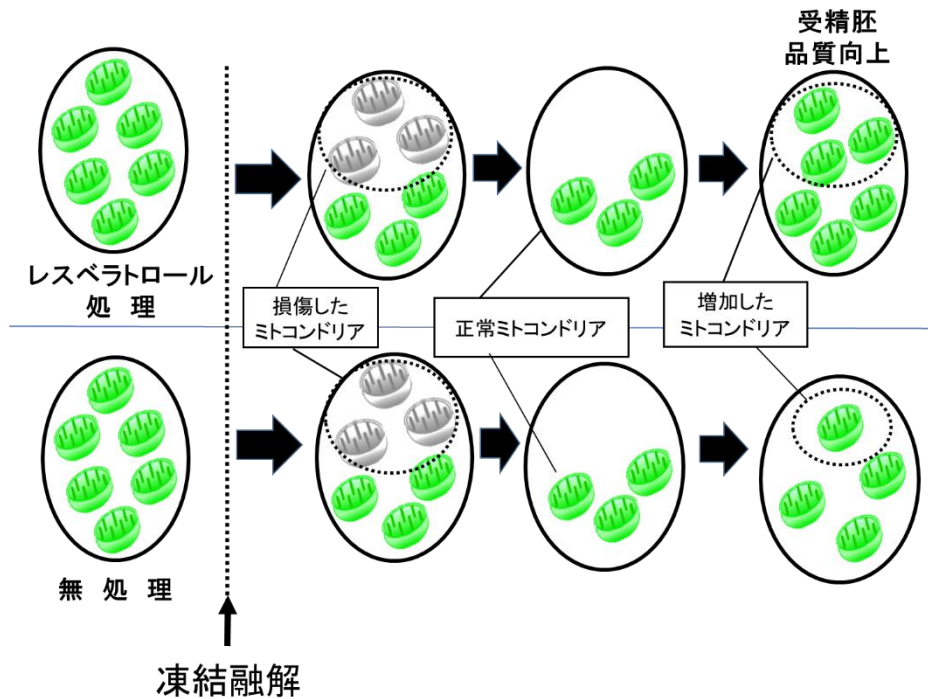 受精胚
品質向上
レスベラトロール
処 理
損傷した
ミトコンドリア
正常ミトコンドリア
増加した
ミトコンドリア
無 処 理
凍結融解